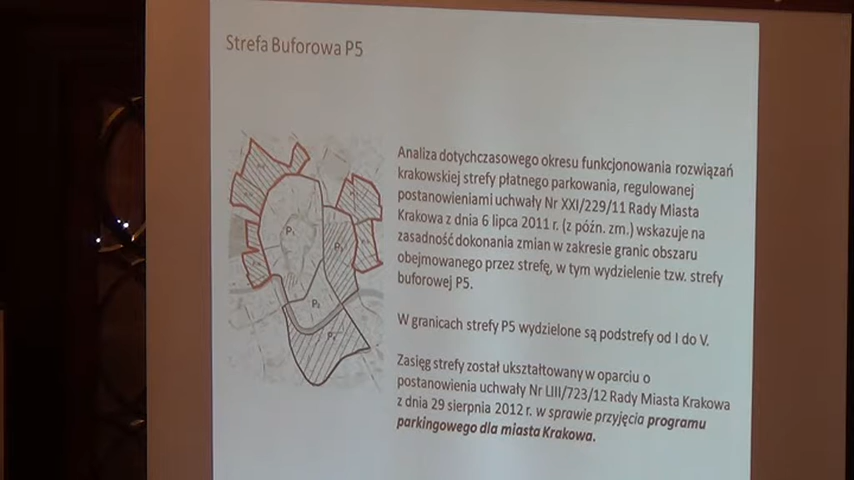 Strefa Buforowa P5
Analiza dotychczasowego okresu funkcjonowania rozwiązań
krakowskiej strefy płatnego parkowania, regulowanej
postanowieniami uchwały Nr XXI/229/11 Rady Miasta
Krakowa z dnia 6 lipca 2011 r. (z późn. zm.) wskazuje na
zasadność dokonania zmian w zakresie granic obszaru
obejmowanego przez strefę, w tym wydzielenie tzw. strefy
buforowej P5.
W granicach strefy P5 wydzielone są podstrefy od I do V.
Zasięg strefy został ukształtowany w oparciu o
postanowienia uchwały Nr LIII/723/12 Rady Miasta Krakowa
z dnia 29 sierpnia 2012 r. w sprawie przyjęcia programu
parkingowego dla miasta Krakowa.
P1
P3
P2
P4